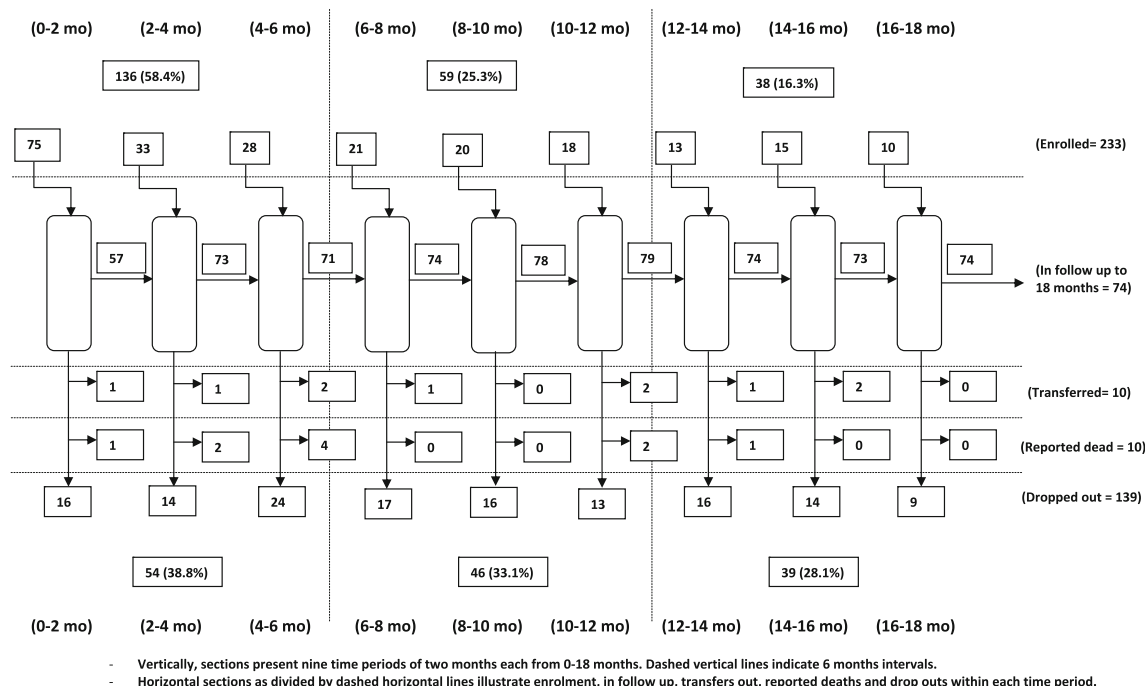 (0-2 mo) (2-4 mo) (4-6 mo) (6-8 mo) (8-10 mo) (10-12 mo) (12-14 mo) (14-16 mo) (16-18 mo)
136 (58.4%) 59 (25.3%) 38 (16.3%)
75 33 28 21 20 18 13 15 10 (Enrolled= 233)
57 73 71 74 78 79 74 73 74 (In follow up to
18 months = 74)
1 1 2 1 0 2 1 2 0 (Transferred= 10)
1 2 4 0 0 2 1 0 0 (Reported dead = 10)
16 14 24 17 16 13 16 14 9 (Dropped out = 139)
54 (38.8%) 46 (33.1%) 39 (28.1%)
(0-2 mo) (2-4 mo) (4-6 mo) (6-8 mo) (8-10 mo) (10-12 mo) (12-14 mo) (14-16 mo) (16-18 mo)
- Vertically, sections present nine time periods of two months each from 0-18 months. Dashed vertical lines indicate 6 months intervals.
- Horizontal sections as divided by dashed horizontal lines illustrate enrolment, in follow up, transfers out, reported deaths and drop outs within each time period.